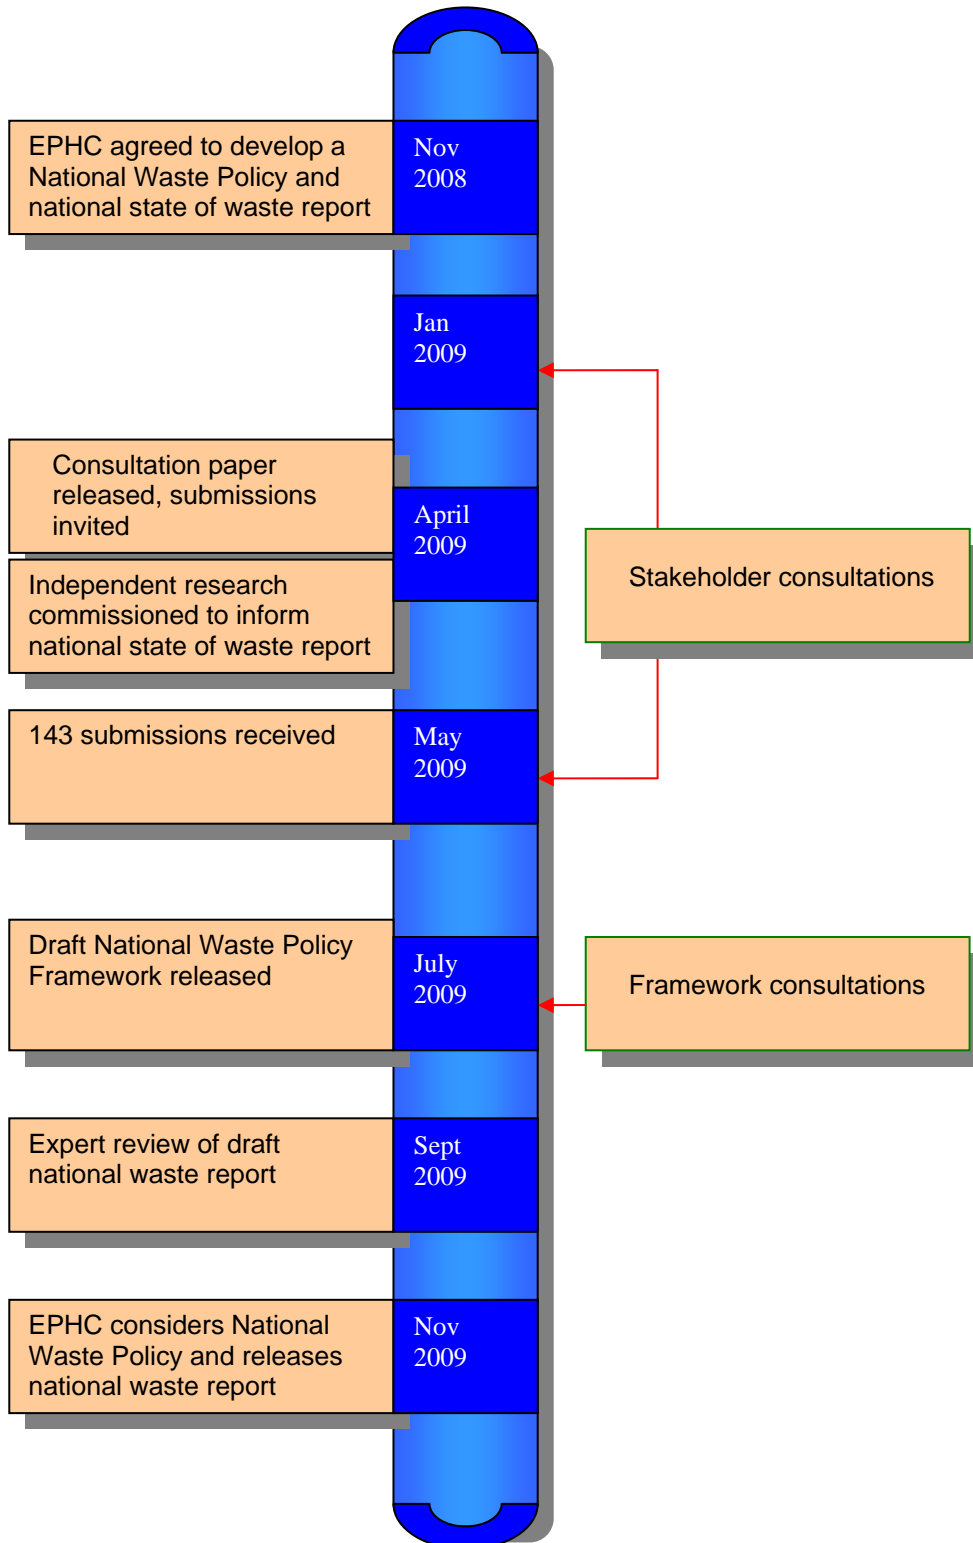 EPHC agreed to develop a
National Waste Policy and
national state of waste report
Nov
2008
Jan
2009
Consultation paper
released, submissions
invited
April
2009
Independent research
commissioned to inform
national state of waste report
Stakeholder consultations
143 submissions received
May
2009
Draft National Waste Policy
Framework released
July
2009
Framework consultations
Expert review of draft
national waste report
Sept
2009
EPHC considers National
Waste Policy and releases
national waste report
Nov
2009